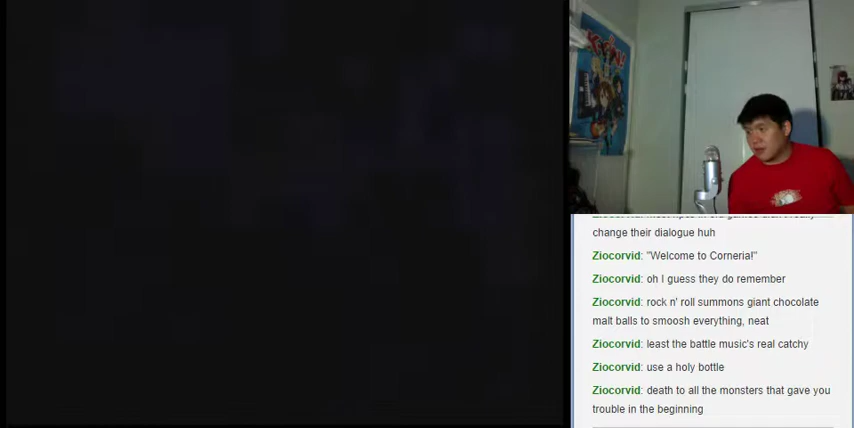 change their dialogue huh
Ziocorvid: "Welcome to Corneria!"
Ziocorvid: oh I guess they do remember
Ziocorvid: rock n' roll summons giant chocolate
malt balls to smoosh everything, neat
Ziocorvid: least the battle music's real catchy
Ziocorvid: use a holy bottle
Ziocorvid: death to all the monsters that gave you
trouble in the beginning